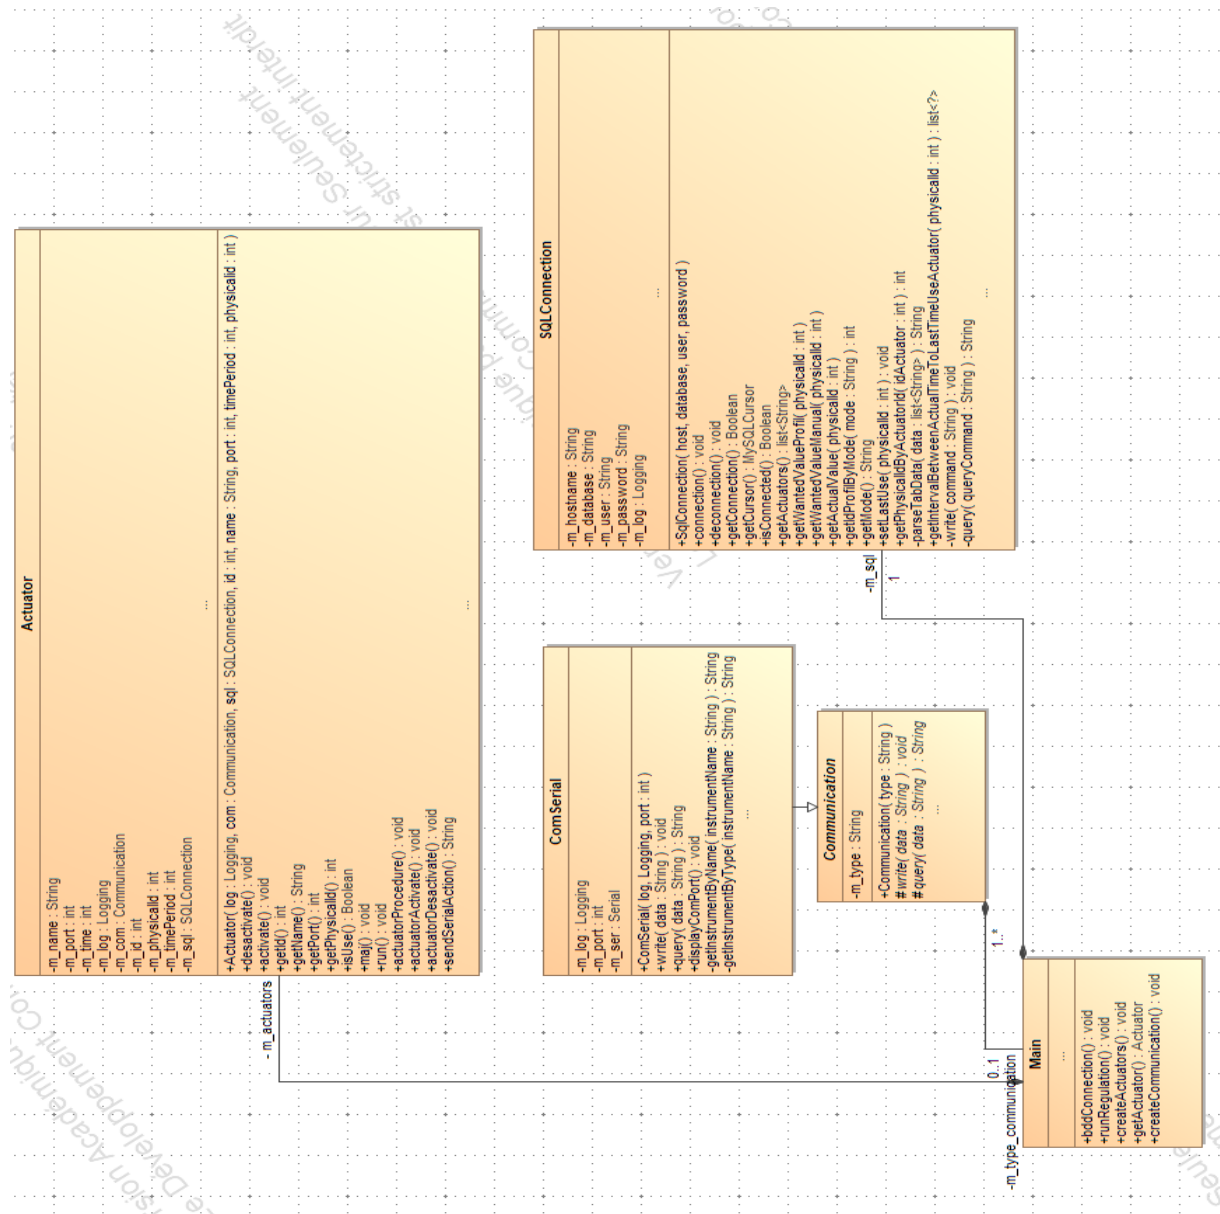 Actuator
-m_name : String
-m_port : int
-m_time : int
-m_log : Logging
-m_com : Communication
-m_id : int
-m_physicalId : int
-m_timePeriod : int
-m_sql : SQLConnection
...
+Actuator( log : Logging, com : Communication, sql : SQLConnection, id : int, name : String, port : int, timePeriod : int, physicalId : int )
+desactivate() : void
+activate() : void
+getId() : int
+getName() : String
+getPort() : int
+getPhysicalId() : int
+isUse() : Boolean
+maj() : void
+run() : void
+actuatorProcedure() : void
+actuatorActivate() : void
+actuatorDesactivate() : void
+sendSerialAction() : String
...
- m_actuators
0..1
SQLConnection
-m_hostname : String
-m_database : String
-m_user : String
-m_password : String
-m_log : Logging
...
+SqlConnection( host, database, user, password )
+connection() : void
+deconnection() : void
+getConnection() : Boolean
+getCursor() : MySQLCursor
+isConnected() : Boolean
+getActuators() : list<String>
+getWantedValueProfil( physicalId : int )
+getWantedValueManual( physicalId : int )
+getActualValue( physicalId : int )
+getIdProfilByMode( mode : String ) : int
+getMode() : String
+setLastUse( physicalId : int ) : void
+getPhysicalIdByActuatorId( idActuator : int ) : int
-parseTabData( data : list<String> ) : String
+getIntervalBetweenActualTimeToLastTimeUseActuator( physicalId : int ) : list<?>
-write( command : String ) : void
-query( queryCommand : String ) : String
...
-m_sql
1
ComSerial
-m_log : Logging
-m_port : int
-m_ser : Serial
+ComSerial( log, Logging, port : int )
+write( data : String ) : void
+query( data : String ) : String
+displayComPort() : void
-getInstrumentByName( instrumentName : String ) : String
-getInstrumentByType( instrumentName : String ) : String
...
Communication
-m_type : String
+Communication( type : String )
#write( data : String ) : void
#query( data : String ) : String
...
1..*
-m_type_communication
Main
...
+bddConnection() : void
+runRegulation() : void
+createActuators() : void
+getActuator() : Actuator
+createCommunication() : void